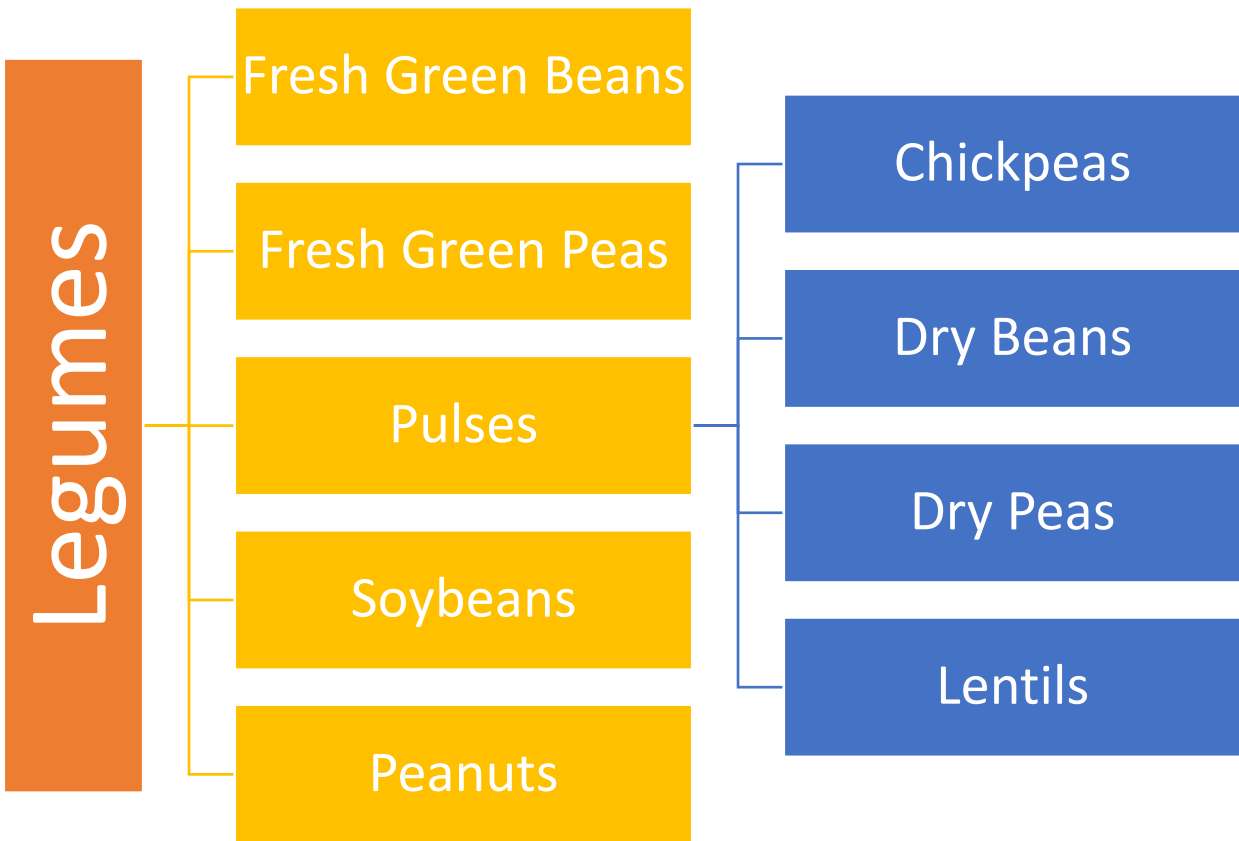 Legumes
Fresh Green Beans
Fresh Green Peas
Pulses
Soybeans
Peanuts
Chickpeas
Dry Beans
Dry Peas
Lentils